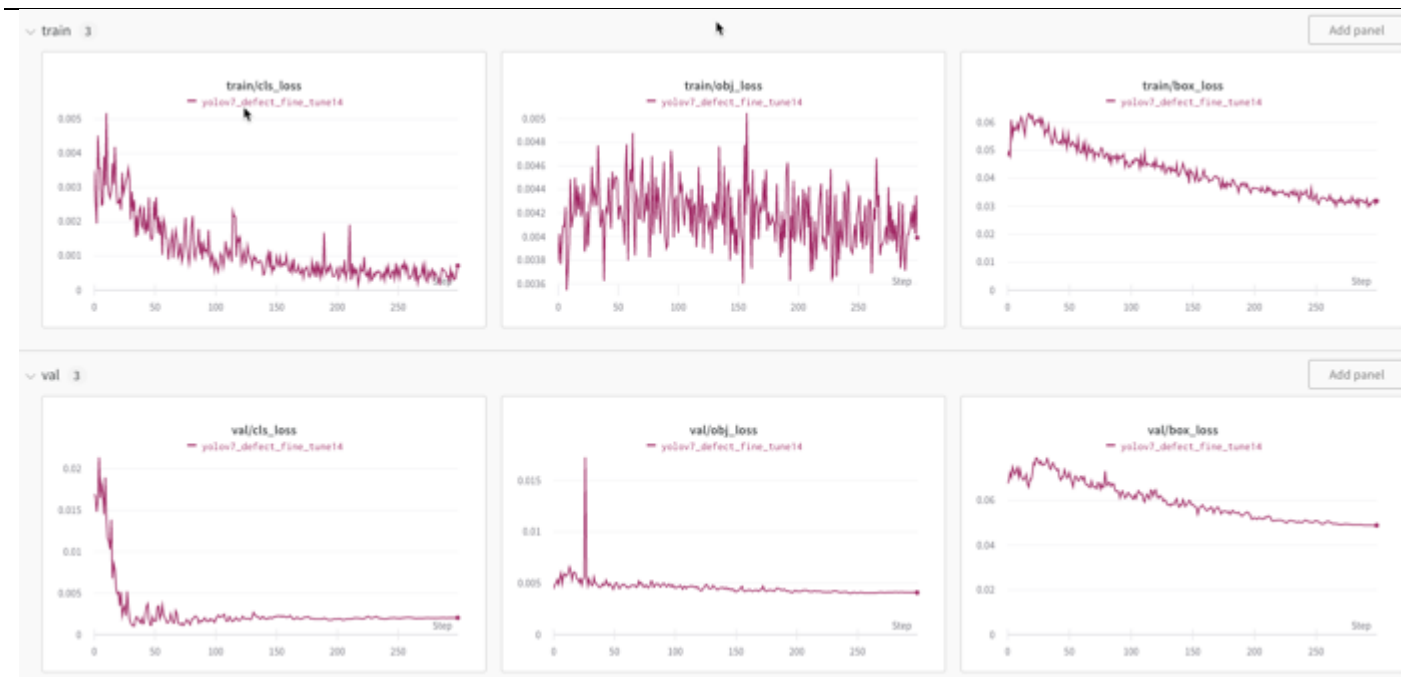 train 3
Add panel
train/cls_loss
yolov7_defect_fine_tune14
0.005
0.004
0.003
0.002
0.001
0
Step
0 50 100 150 200 250
train/obj_loss
yolov7_defect_fine_tune14
0.005
0.0048
0.0046
0.0044
0.0042
0.004
0.0038
0.0036
Step
0 50 100 150 200 250
train/box_loss
yolov7_defect_fine_tune14
0.06
0.05
0.04
0.03
0.02
0.01
0
Step
0 50 100 150 200 250
val 3
Add panel
val/cls_loss
yolov7_defect_fine_tune14
0.02
0.015
0.01
0.005
0
Step
0 50 100 150 200 250
val/obj_loss
yolov7_defect_fine_tune14
0.015
0.01
0.005
0
Step
0 50 100 150 200 250
val/box_loss
yolov7_defect_fine_tune14
0.06
0.04
0.02
0
Step
0 50 100 150 200 250